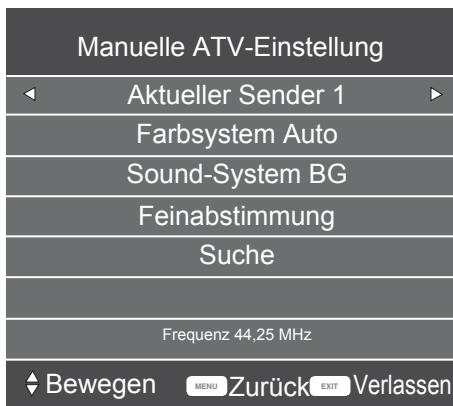 Manuelle ATV-Einstellung
Aktueller Sender 1
Farbsystem Auto
Sound-System BG
Feinabstimmung
Suche
Frequenz 44,25 MHz
Bewegen MENU Zurück EXIT Verlassen